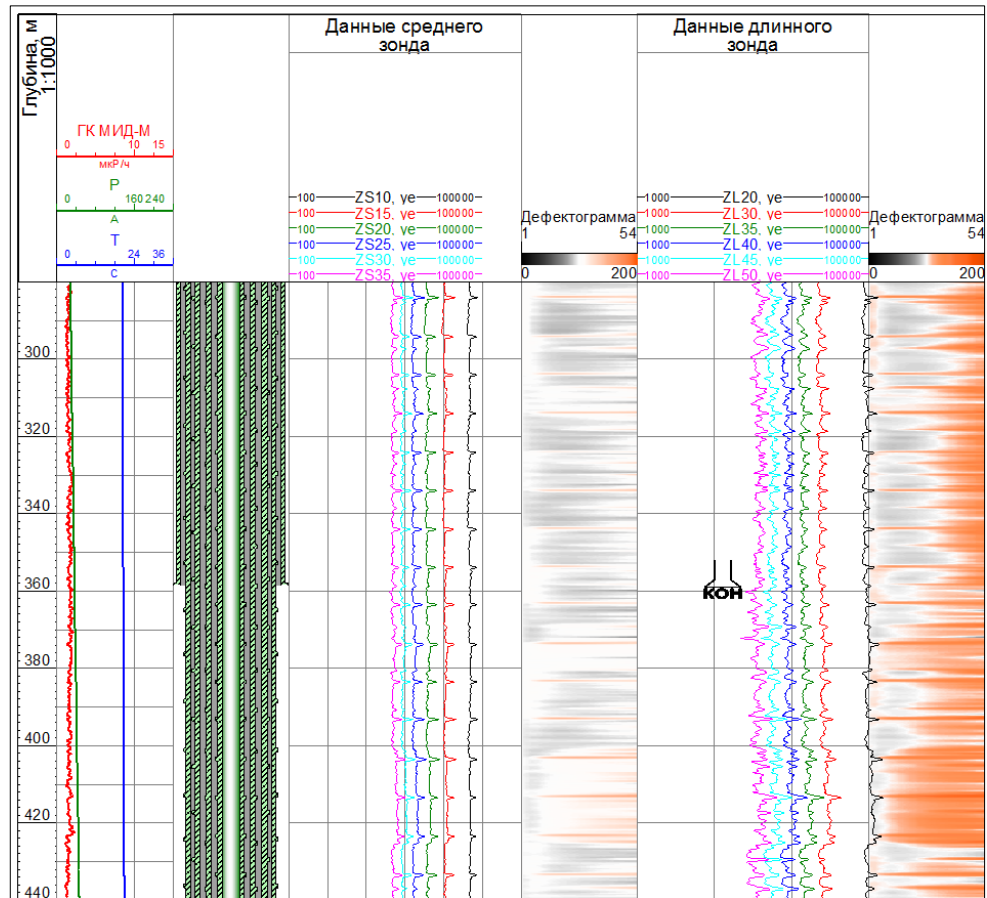 Глубина, м
1:1000
ГК МИД-М
0 10 15
мкР/ч
P
0 160 240
А
Т
0 24 36
С
Данные среднего
зонда
100 ZS10, уе 100000
100 ZS15, уе 100000
100 ZS20, уе 100000
100 ZS25, уе 100000
100 ZS30, уе 100000
100 ZS35, уе 100000
Дефектограмма
1 54
0 200
Данные длинного
зонда
1000 ZL20, уе 100000
1000 ZL30, уе 100000
1000 ZL35, уе 100000
1000 ZL40, уе 100000
1000 ZL45, уе 100000
1000 ZL50, уе 100000
Дефектограмма
1 54
0 200
300
320
340
360
КОН
380
400
420
440